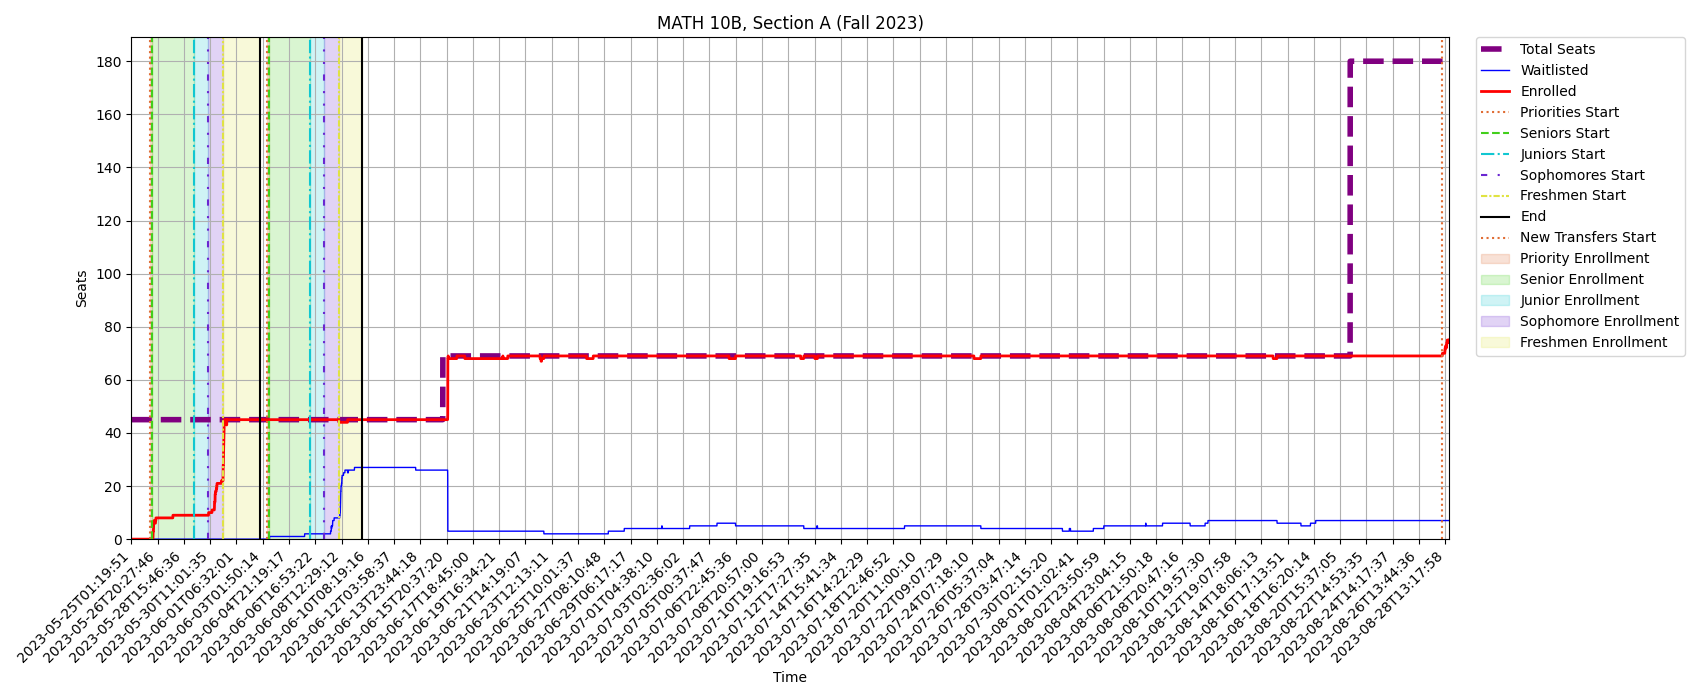 MATH 10B, Section A (Fall 2023)
Seats
180
160
140
120
100
80
60
40
20
0
2023-05-25T01:19:51
2023-05-26T20:27:46
2023-05-28T15:46:36
2023-05-30T11:01:35
2023-06-01T06:32:01
2023-06-03T01:50:14
2023-06-04T21:19:17
2023-06-06T16:53:22
2023-06-08T12:29:12
2023-06-10T08:19:16
2023-06-12T03:58:37
2023-06-13T23:44:18
2023-06-15T20:37:20
2023-06-17T18:45:00
2023-06-19T16:34:21
2023-06-21T14:19:07
2023-06-23T12:13:11
2023-06-25T10:01:37
2023-06-27T08:10:48
2023-06-29T06:17:17
2023-07-01T04:38:10
2023-07-03T02:36:02
2023-07-05T00:37:47
2023-07-06T22:45:36
2023-07-08T20:57:00
2023-07-10T19:16:53
2023-07-12T17:27:35
2023-07-14T15:41:34
2023-07-16T14:22:29
2023-07-18T12:46:52
2023-07-20T11:00:10
2023-07-22T09:07:29
2023-07-24T07:18:10
2023-07-26T05:37:04
2023-07-28T03:47:14
2023-07-30T02:15:20
2023-08-01T01:02:41
2023-08-02T23:50:59
2023-08-04T23:04:15
2023-08-06T21:50:18
2023-08-08T20:47:16
2023-08-10T19:57:30
2023-08-12T19:07:58
2023-08-14T18:06:13
2023-08-16T17:13:51
2023-08-18T16:20:14
2023-08-20T15:37:05
2023-08-22T14:53:35
2023-08-24T14:17:37
2023-08-26T13:44:36
2023-08-28T13:17:58
Time
Total Seats
Waitlisted
Enrolled
Priorities Start
Seniors Start
Juniors Start
Sophomores Start
Freshmen Start
End
New Transfers Start
Priority Enrollment
Senior Enrollment
Junior Enrollment
Sophomore Enrollment
Freshmen Enrollment